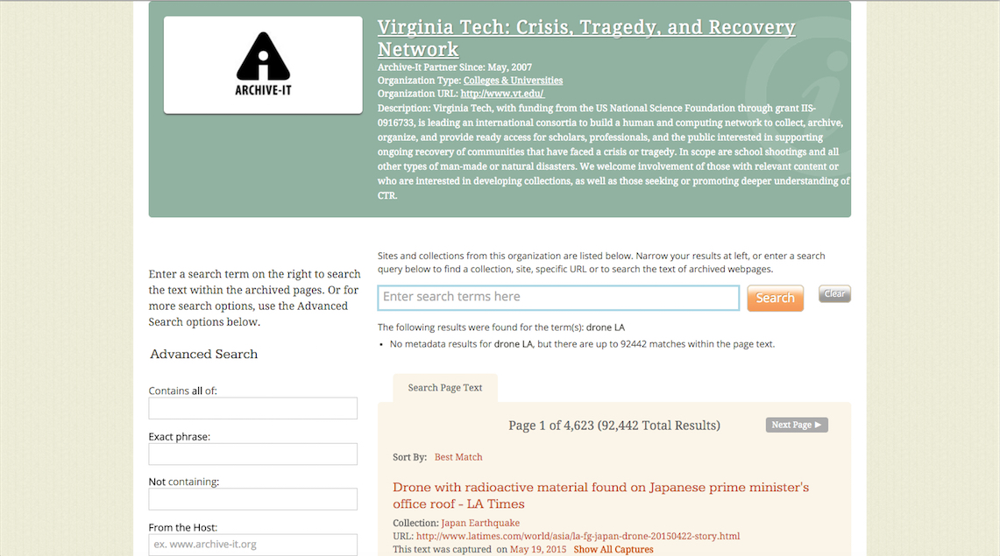 ARCHIVE-IT
Virginia Tech: Crisis, Tragedy, and Recovery
Network
Archive-It Partner Since: May, 2007
Organization Type: Colleges & Universities
Organization URL: http://www.vt.edu/
Description: Virginia Tech, with funding from the US National Science Foundation through grant IIS-
0916733, is leading an international consortia to build a human and computing network to collect, archive,
organize, and provide ready access for scholars, professionals, and the public interested in supporting
ongoing recovery of communities that have faced a crisis or tragedy. In scope are school shootings and all
other types of man-made or natural disasters. We welcome involvement of those with relevant content or
who are interested in developing collections, as well as those seeking or promoting deeper understanding of
CTR.
Enter a search term on the right to search
the text within the archived pages. Or for
more search options, use the Advanced
Search options below.
Advanced Search
Contains all of:
Exact phrase:
Not containing:
From the Host:
ex. www.archive-it.org
Sites and collections from this organization are listed below. Narrow your results at left, or enter a search
query below to find a collection, site, specific URL or to search the text of archived webpages.
Enter search terms here
Search
Clear
The following results were found for the term(s): drone LA
• No metadata results for drone LA, but there are up to 92442 matches within the page text.
Search Page Text
Page 1 of 4,623 (92,442 Total Results)
Next Page ►
Sort By: Best Match
Drone with radioactive material found on Japanese prime minister's
office roof - LA Times
Collection: Japan Earthquake
URL: http://www.latimes.com/world/asia/la-fg-japan-drone-20150422-story.html
This text was captured on May 19, 2015 Show All Captures